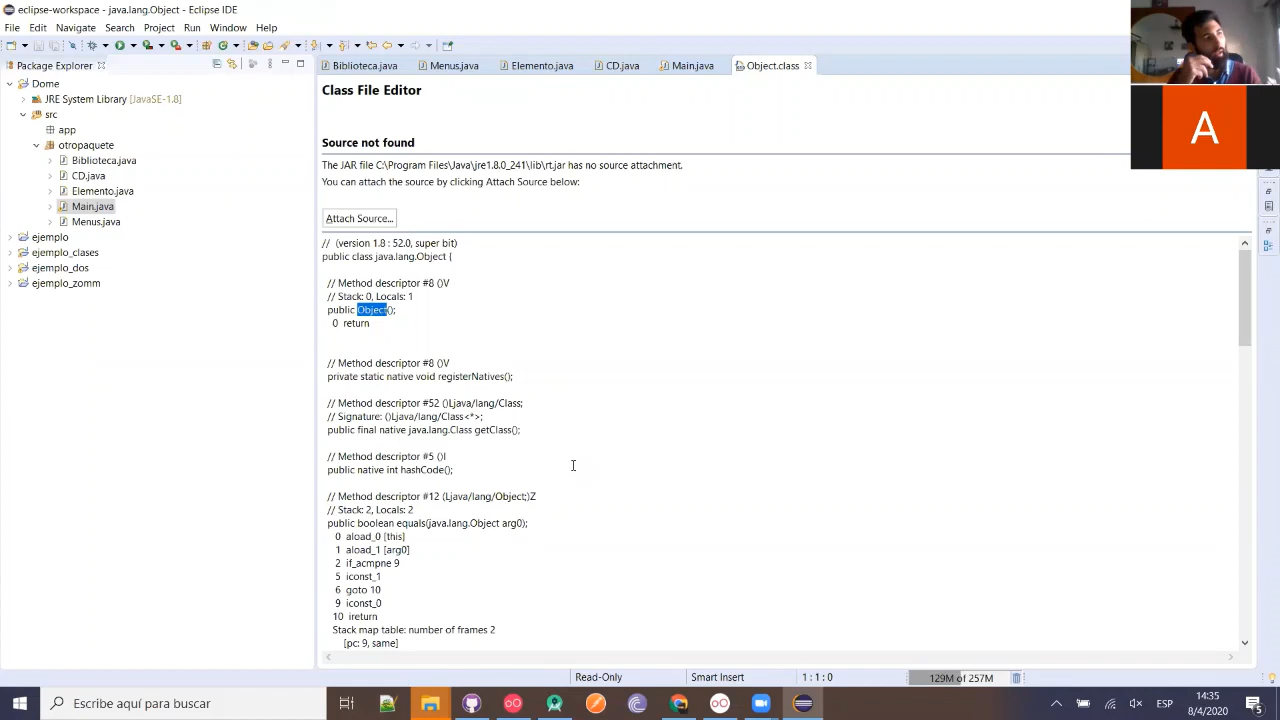 eclipse-workspace - java.lang.Object - Eclipse IDE
File Edit Navigate Search Project Run Window Help
Package Explorer
Dome
JRE System Library [JavaSE-1.8]
src
app
otropaquete
Biblioteca.java
CD.java
Elemento.java
Main.java
Menus.java
ejemplo
ejemplo_clases
ejemplo_dos
ejemplo_zomm
Biblioteca.java Menus.java Elemento.java CD.java Main.java Object.class
Class File Editor
Source not found
The JAR file C:\Program Files\Java\jre1.8.0_241\lib\rt.jar has no source attachment.
You can attach the source by clicking Attach Source below:
Attach Source...
// (version 1.8 : 52.0, super bit)
public class java.lang.Object {
// Method descriptor #8 ()V
// Stack: 0, Locals: 1
public Object();
0 return
// Method descriptor #8 ()V
private static native void registerNatives();
// Method descriptor #52 ()Ljava/lang/Class;
// Signature: ()Ljava/lang/Class<*>;
public final native java.lang.Class getClass();
// Method descriptor #5 ()I
public native int hashCode();
// Method descriptor #12 (Ljava/lang/Object;)Z
// Stack: 2, Locals: 2
public boolean equals(java.lang.Object arg0);
0 aload_0 [this]
1 aload_1 [arg0]
2 if_acmpne 9
5 iconst_1
6 goto 10
9 iconst_0
10 ireturn
Stack map table: number of frames 2
[pc: 9, same]
A
Read-Only Smart Insert 1 : 1 : 0 129M of 257M
Escribe aquí para buscar
ESP
14:35
8/4/2020
5